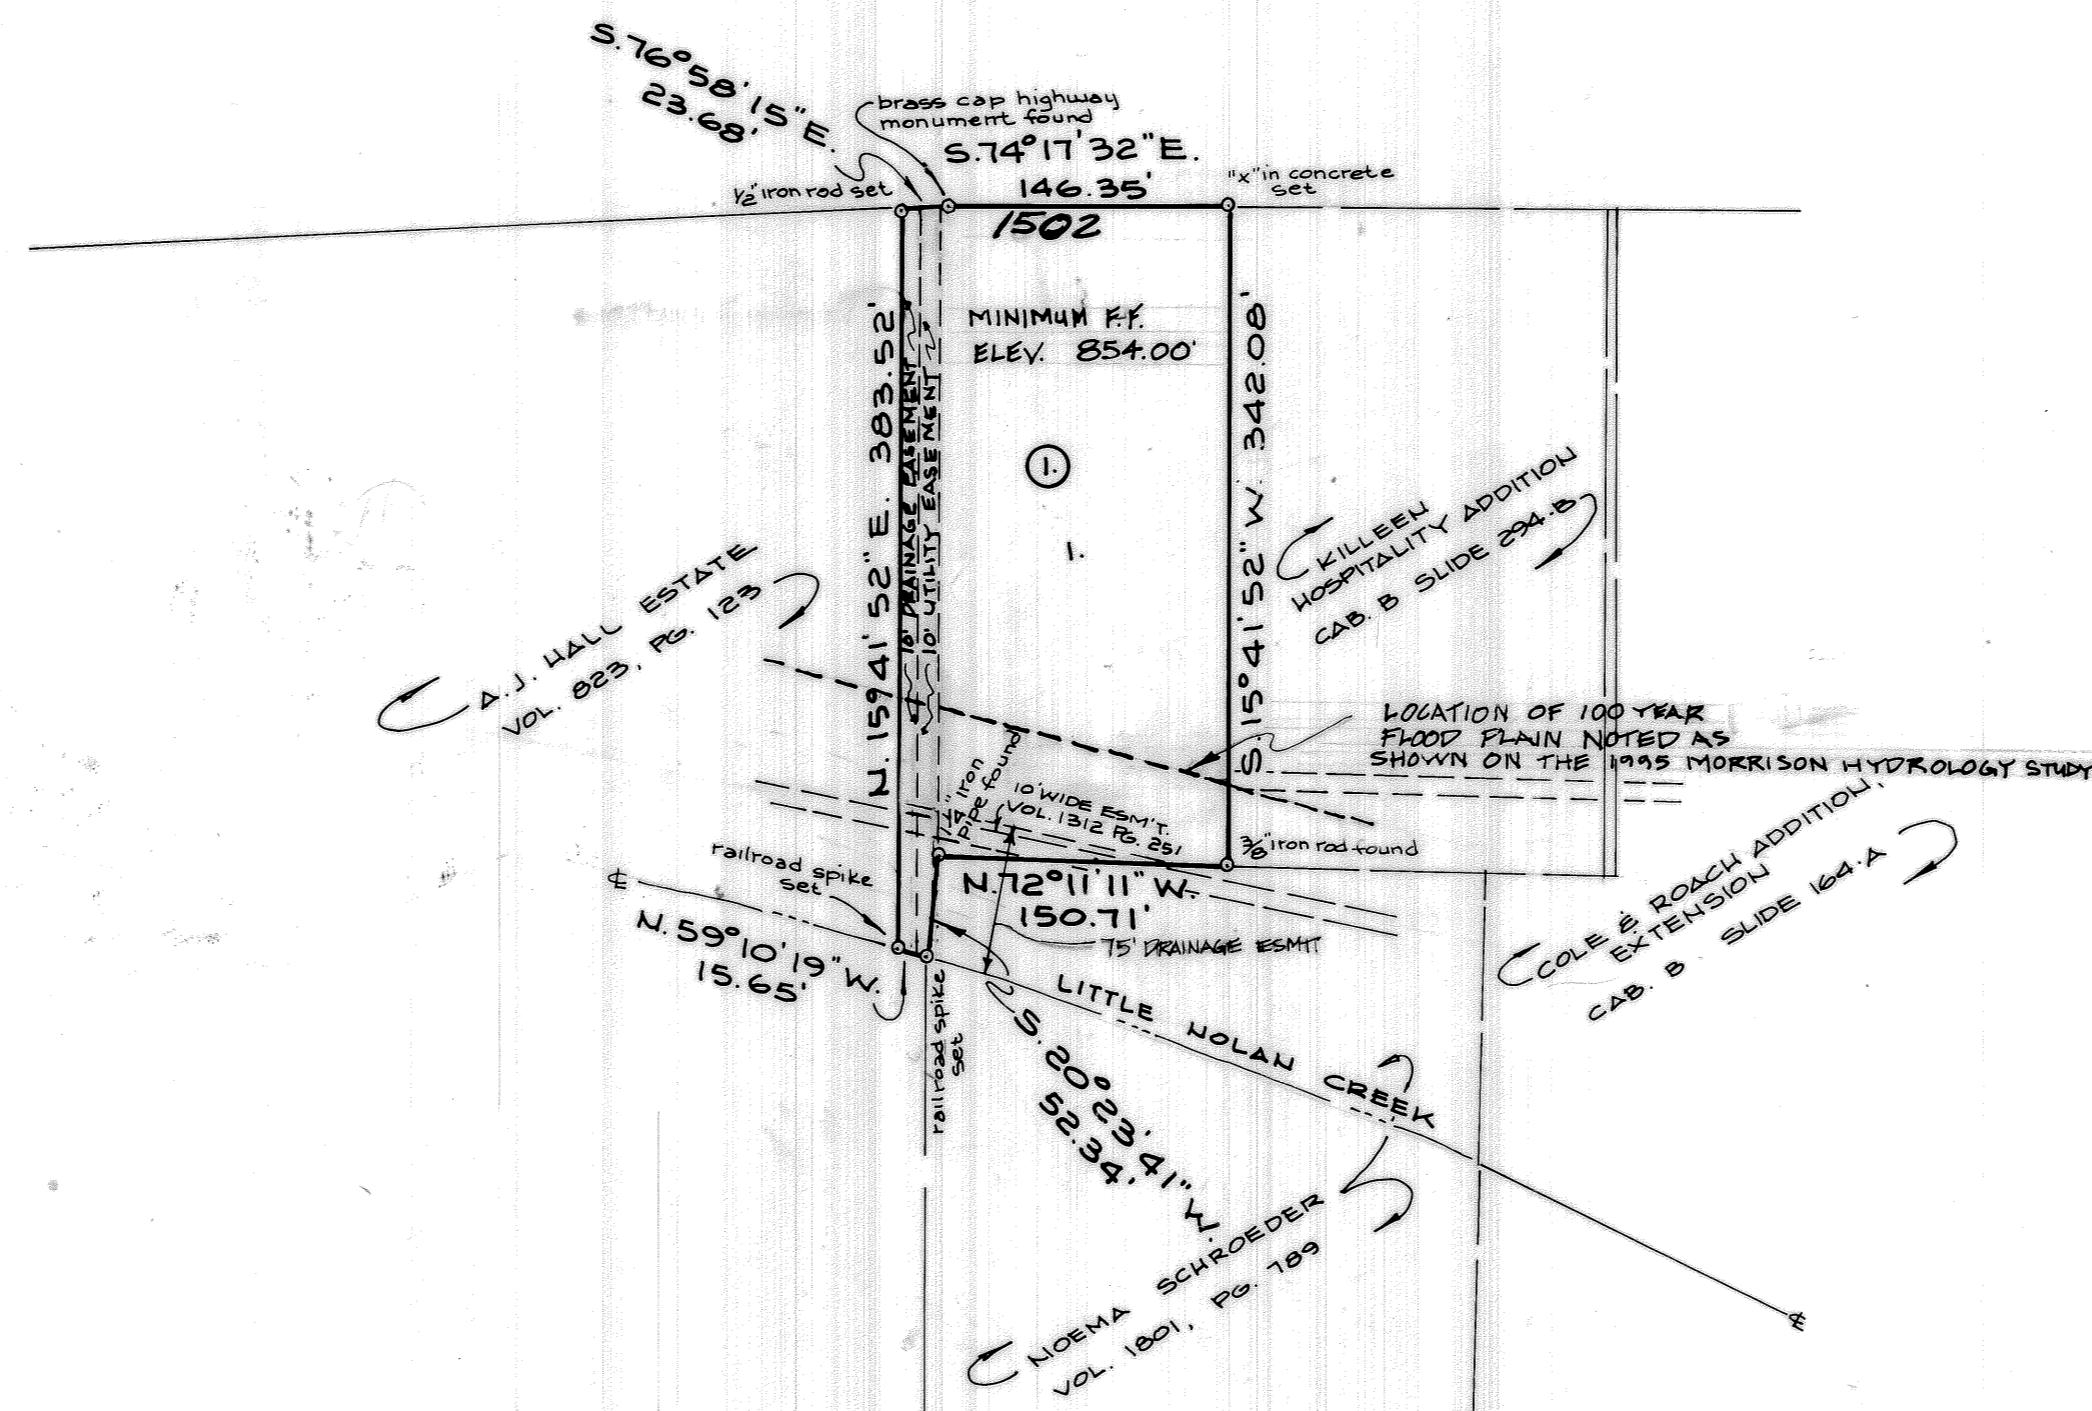 S.76°58'15"E.
23.68'
brass cap highway
monument found
S.74°17'32"E.
146.35'
1/2" iron rod set
"x" in concrete
set
1502
MINIMUM F.F.
ELEV. 854.00'
N. 15°41'52"E. 383.52'
10' DRAINAGE EASEMENT
10' UTILITY EASEMENT
S. 15°41'52" W. 342.08'
1.
1.
KILLEEN
HOSPITALITY ADDITION
CAB. B SLIDE 294-B
A.J. HALL ESTATE
VOL. 823, PG. 123
LOCATION OF 100 YEAR
FLOOD PLAIN NOTED AS
SHOWN ON THE 1995 MORRISON HYDROLOGY STUDY
1 1/4" iron
pipe found
10' WIDE ESM'T.
VOL. 1312 PG. 251
3/8" iron rod found
railroad spike
set
℄
N. 72°11'11" W.
150.71'
75' DRAINAGE ESMT
N. 59°10'19" W.
15.65'
railroad spike
set
COLE & ROACH ADDITION,
EXTENSION
CAB. B SLIDE 164-A
LITTLE NOLAN CREEK
S. 20°23'41" W.
52.34'
NOEMA SCHROEDER
VOL. 1801, PG. 789
℄